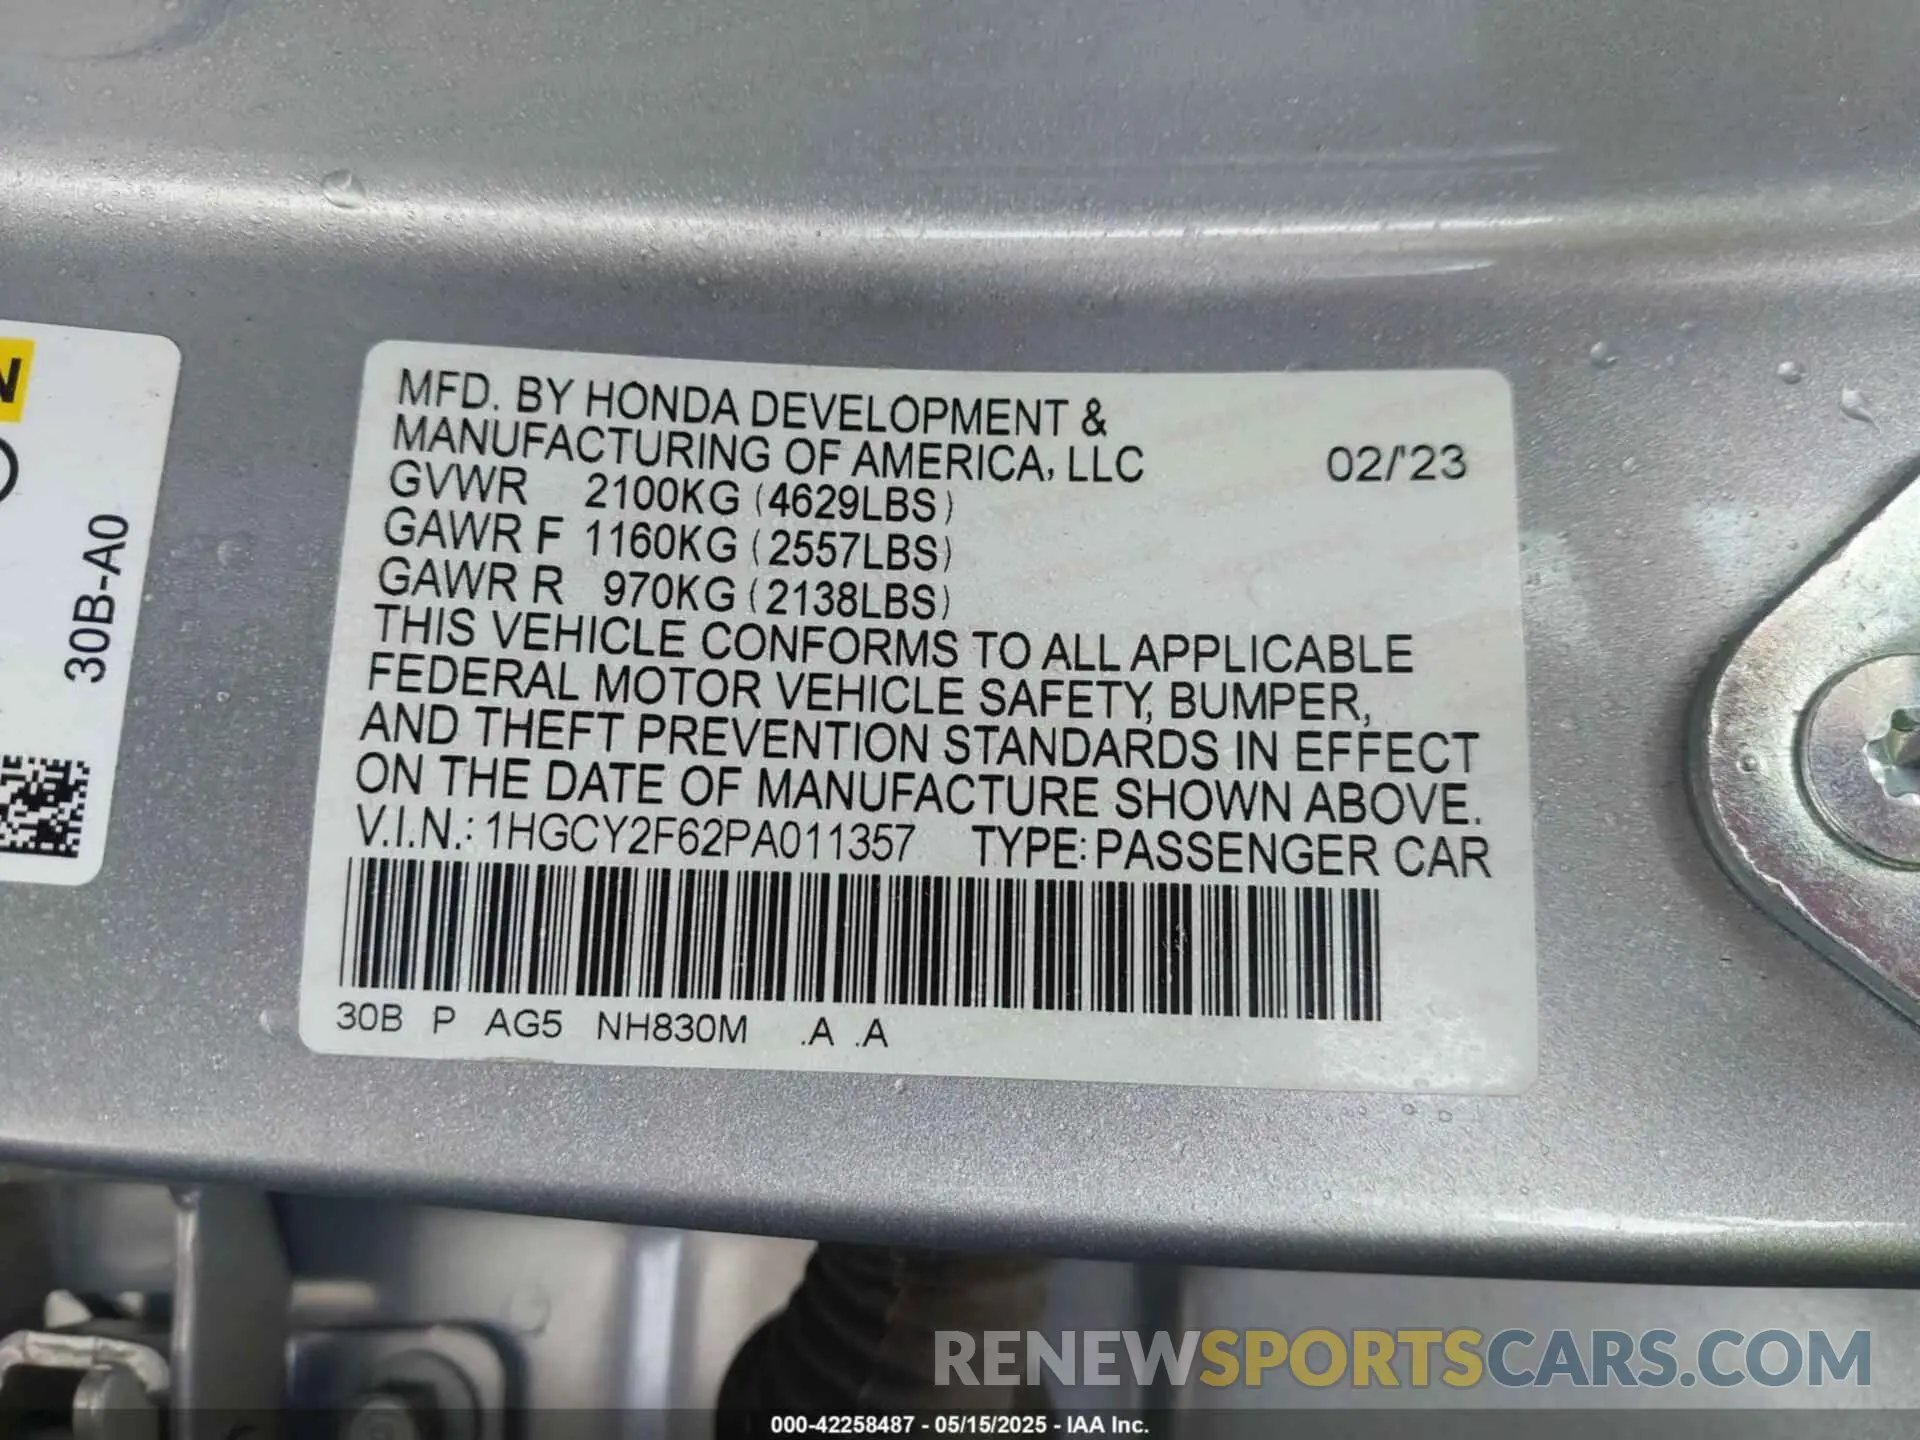 N
30B-A0
MFD. BY HONDA DEVELOPMENT &
MANUFACTURING OF AMERICA, LLC 02/'23
GVWR 2100KG (4629LBS)
GAWR F 1160KG (2557LBS)
GAWR R 970KG (2138LBS)
THIS VEHICLE CONFORMS TO ALL APPLICABLE
FEDERAL MOTOR VEHICLE SAFETY, BUMPER,
AND THEFT PREVENTION STANDARDS IN EFFECT
ON THE DATE OF MANUFACTURE SHOWN ABOVE.
V.I.N.: 1HGCY2F62PA011357 TYPE: PASSENGER CAR
30B P AG5 NH830M .A .A
RENEWSPORTSCARS.COM
000-42258487 - 05/15/2025 - IAA Inc.